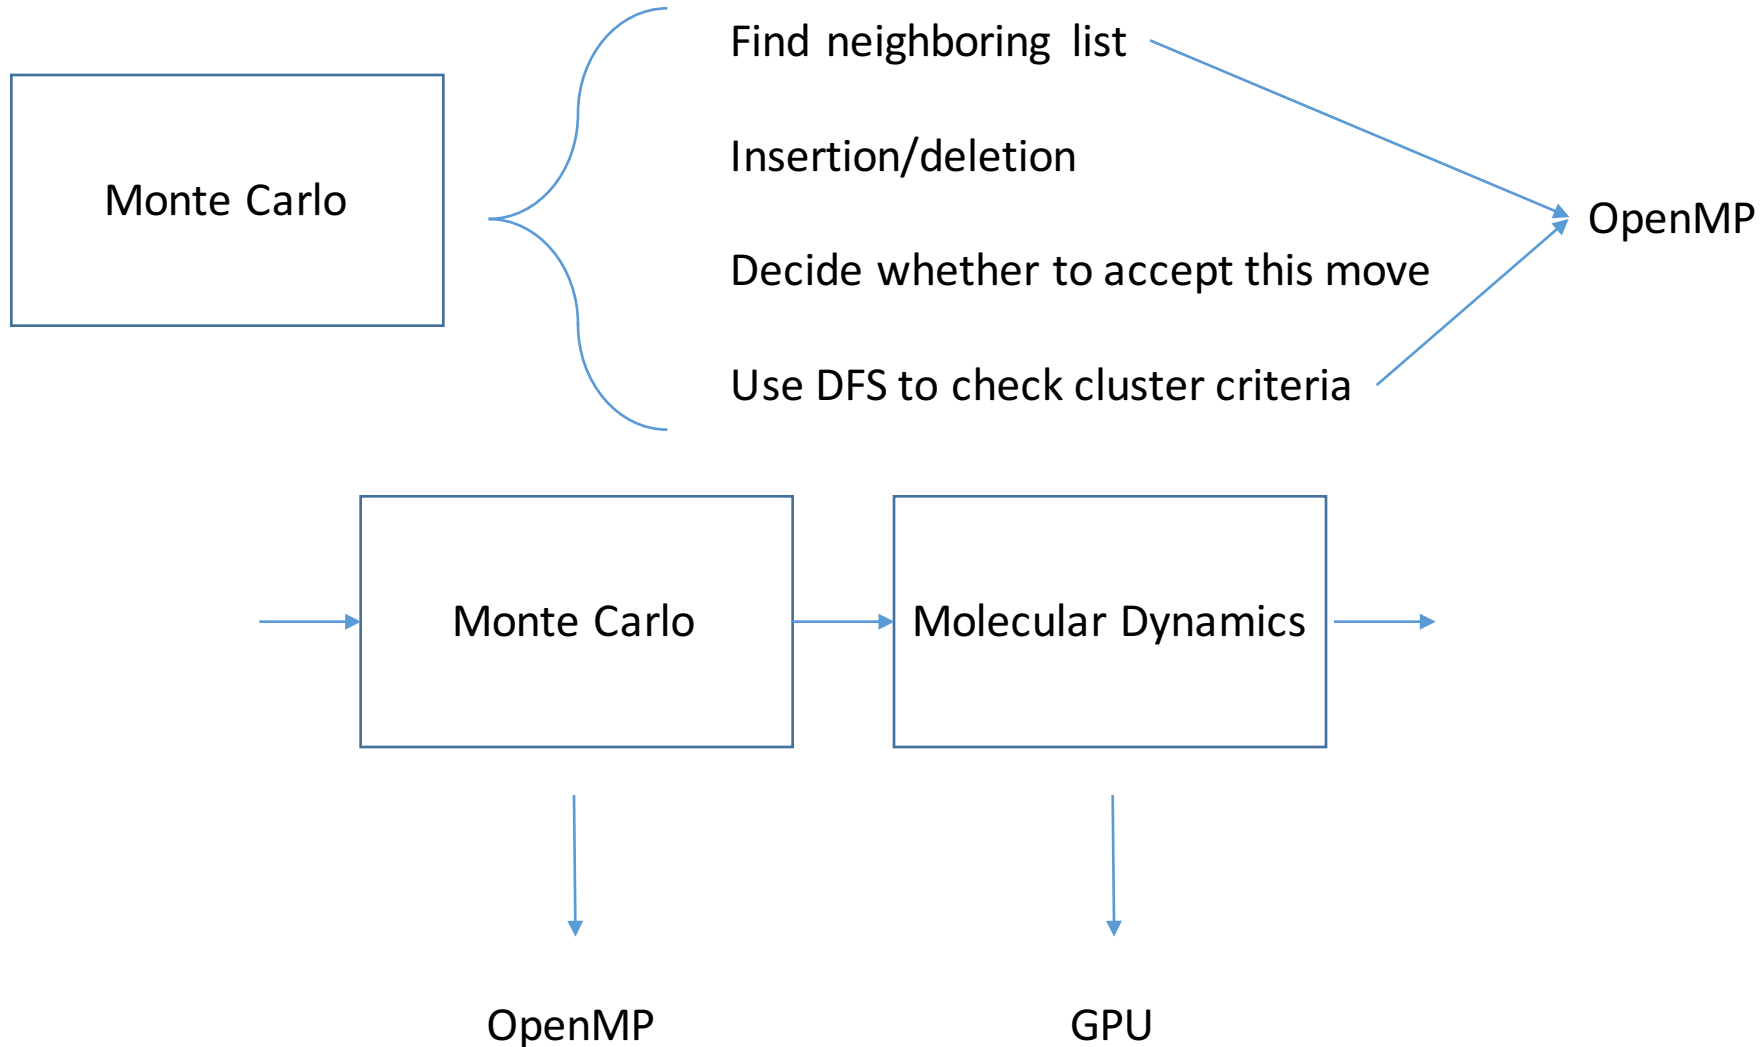 Find neighboring list
Insertion/deletion
Monte Carlo
OpenMP
Decide whether to accept this move
Use DFS to check cluster criteria
Monte Carlo
Molecular Dynamics
OpenMP
GPU